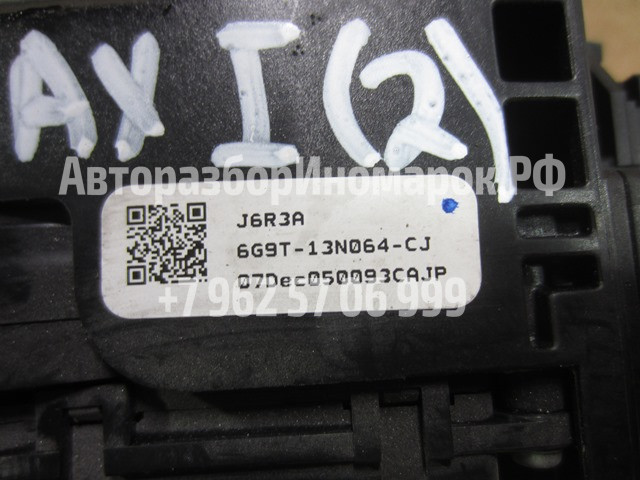 AX I (2)
АвторазборИномарок.РФ
J6R3A
6G9T-13N064-CJ
07Dec050093CAJP
+7 962 57 06 999